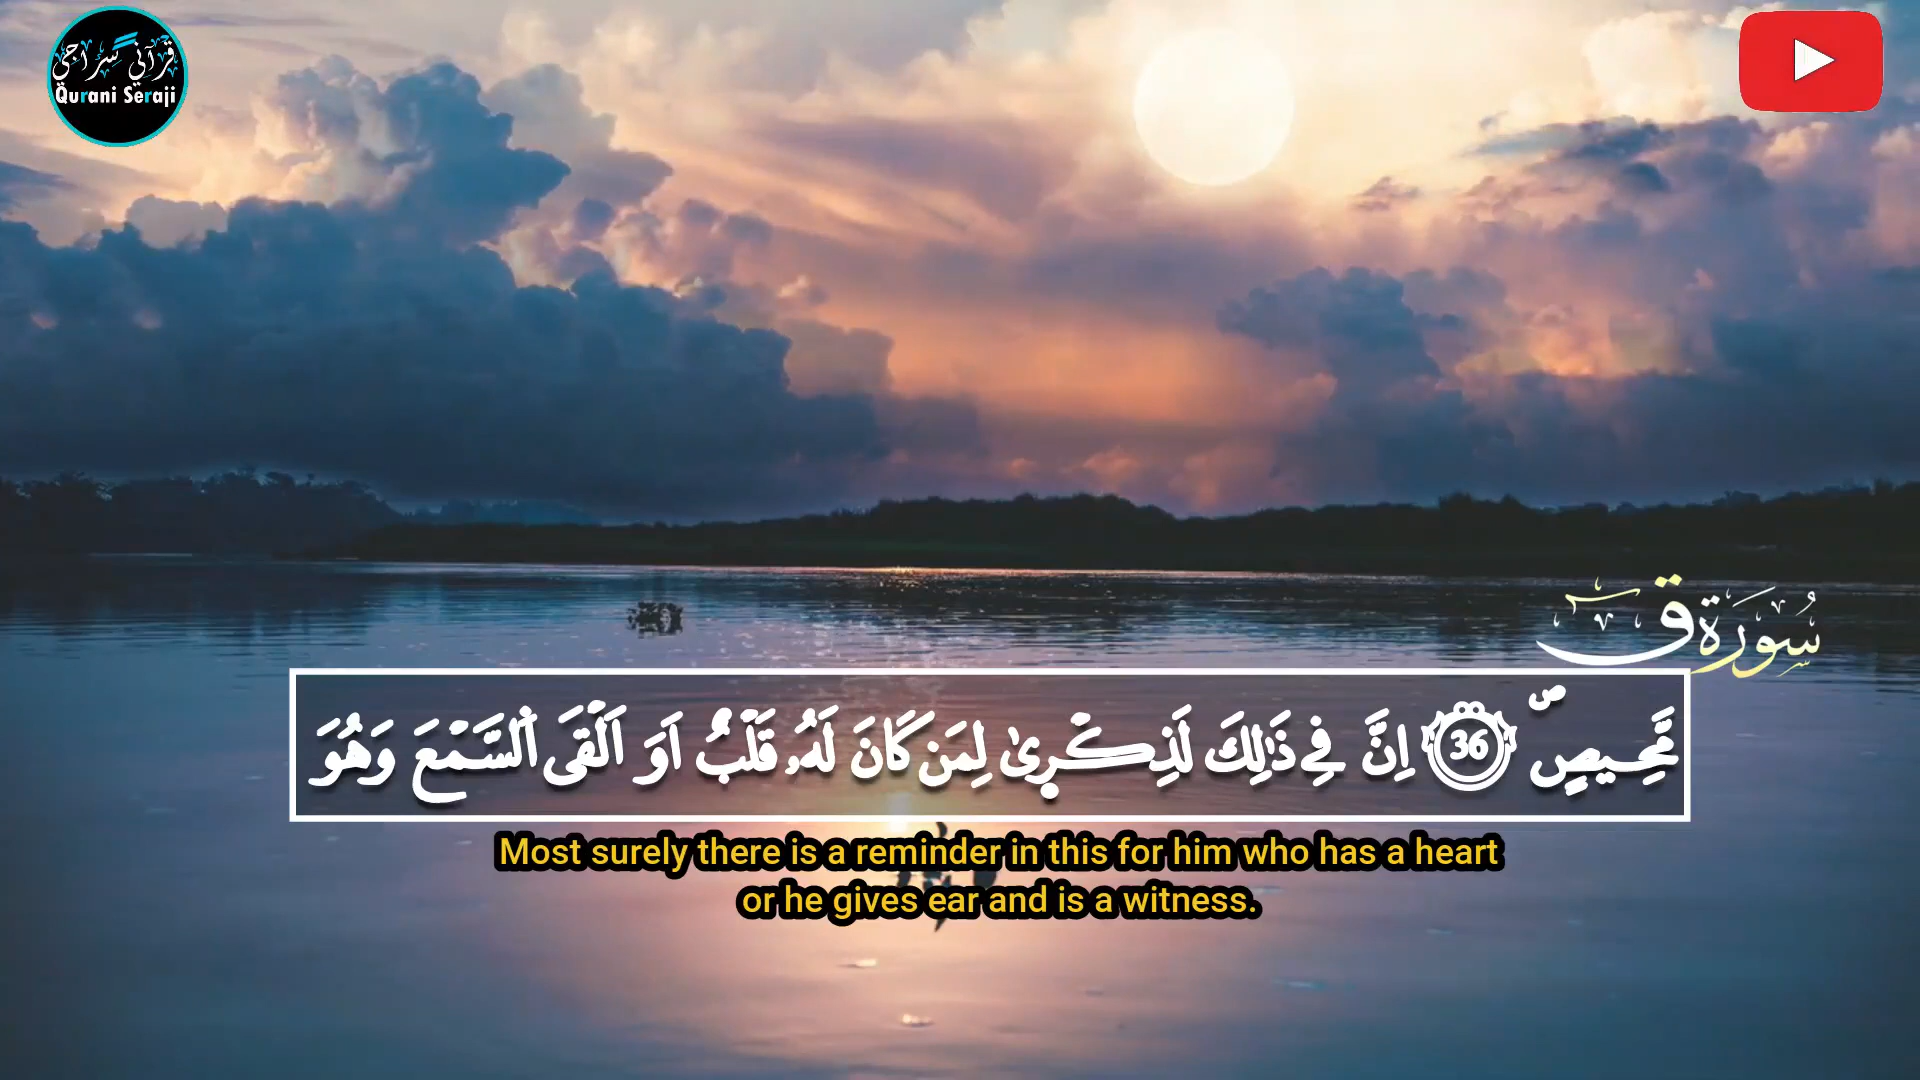 قرآني سراجي
Qurani Seraji
سُورَة قٓ
مَّحِيصٍ ۖ 36 اِنَّ فِي ذَٰلِكَ لَذِكْرٖىٰ لِمَن كَانَ لَهُۥ قَلْبٌ اَوَ اَلْقَى اَ۬لسَّمْعَ وَهُوَ
Most surely there is a reminder in this for him who has a heart
or he gives ear and is a witness.